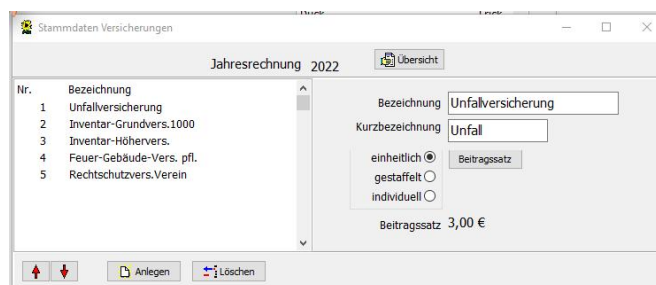 Stammdaten Versicherungen
Jahresrechnung 2022
Übersicht
Nr. Bezeichnung
1 Unfallversicherung
2 Inventar-Grundvers.1000
3 Inventar-Höhervers.
4 Feuer-Gebäude-Vers. pfl.
5 Rechtschutzvers.Verein
Bezeichnung Unfallversicherung
Kurzbezeichnung Unfall
einheitlich
Beitragssatz
gestaffelt
individuell
Beitragssatz 3,00 €
Anlegen
Löschen